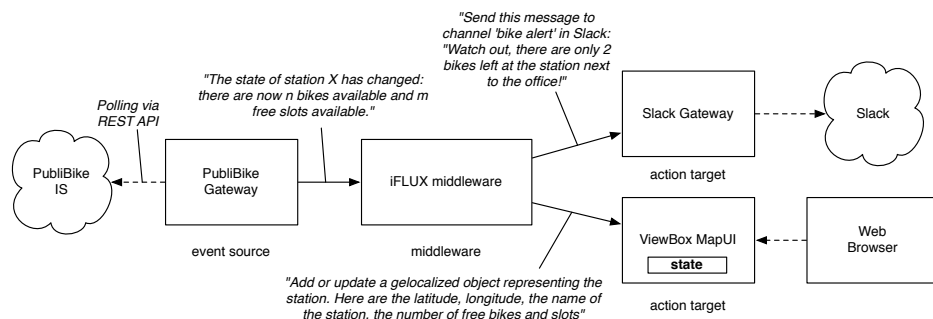 "Send this message to
channel 'bike alert' in Slack:
"Watch out, there are only 2
bikes left at the station next
to the office!"
"The state of station X has changed:
there are now n bikes available and m
free slots available."
Polling via
REST API
PubliBike
IS
PubliBike
Gateway
iFLUX middleware
Slack Gateway
Slack
action target
event source
middleware
ViewBox MapUI
state
Web
Browser
action target
"Add or update a gelocalized object representing the
station. Here are the latitude, longitude, the name of
the station, the number of free bikes and slots"